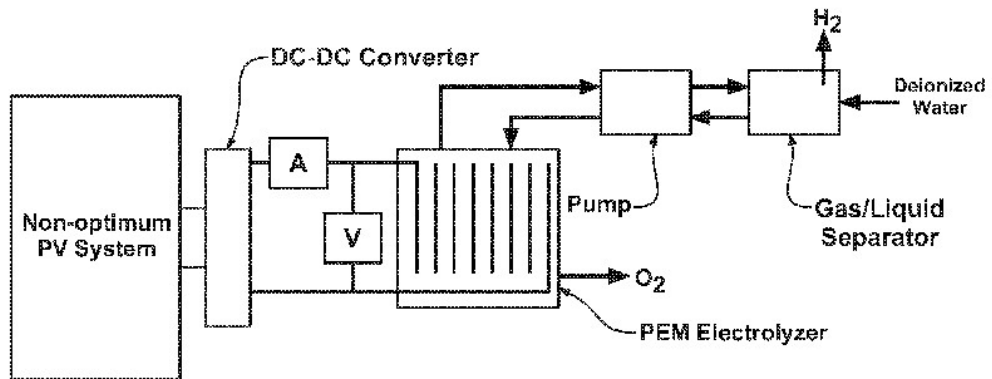 H2
DC-DC Converter
Deionized
Water
A
Non-optimum
PV System
V
Pump
Gas/Liquid
Separator
O2
PEM Electrolyzer